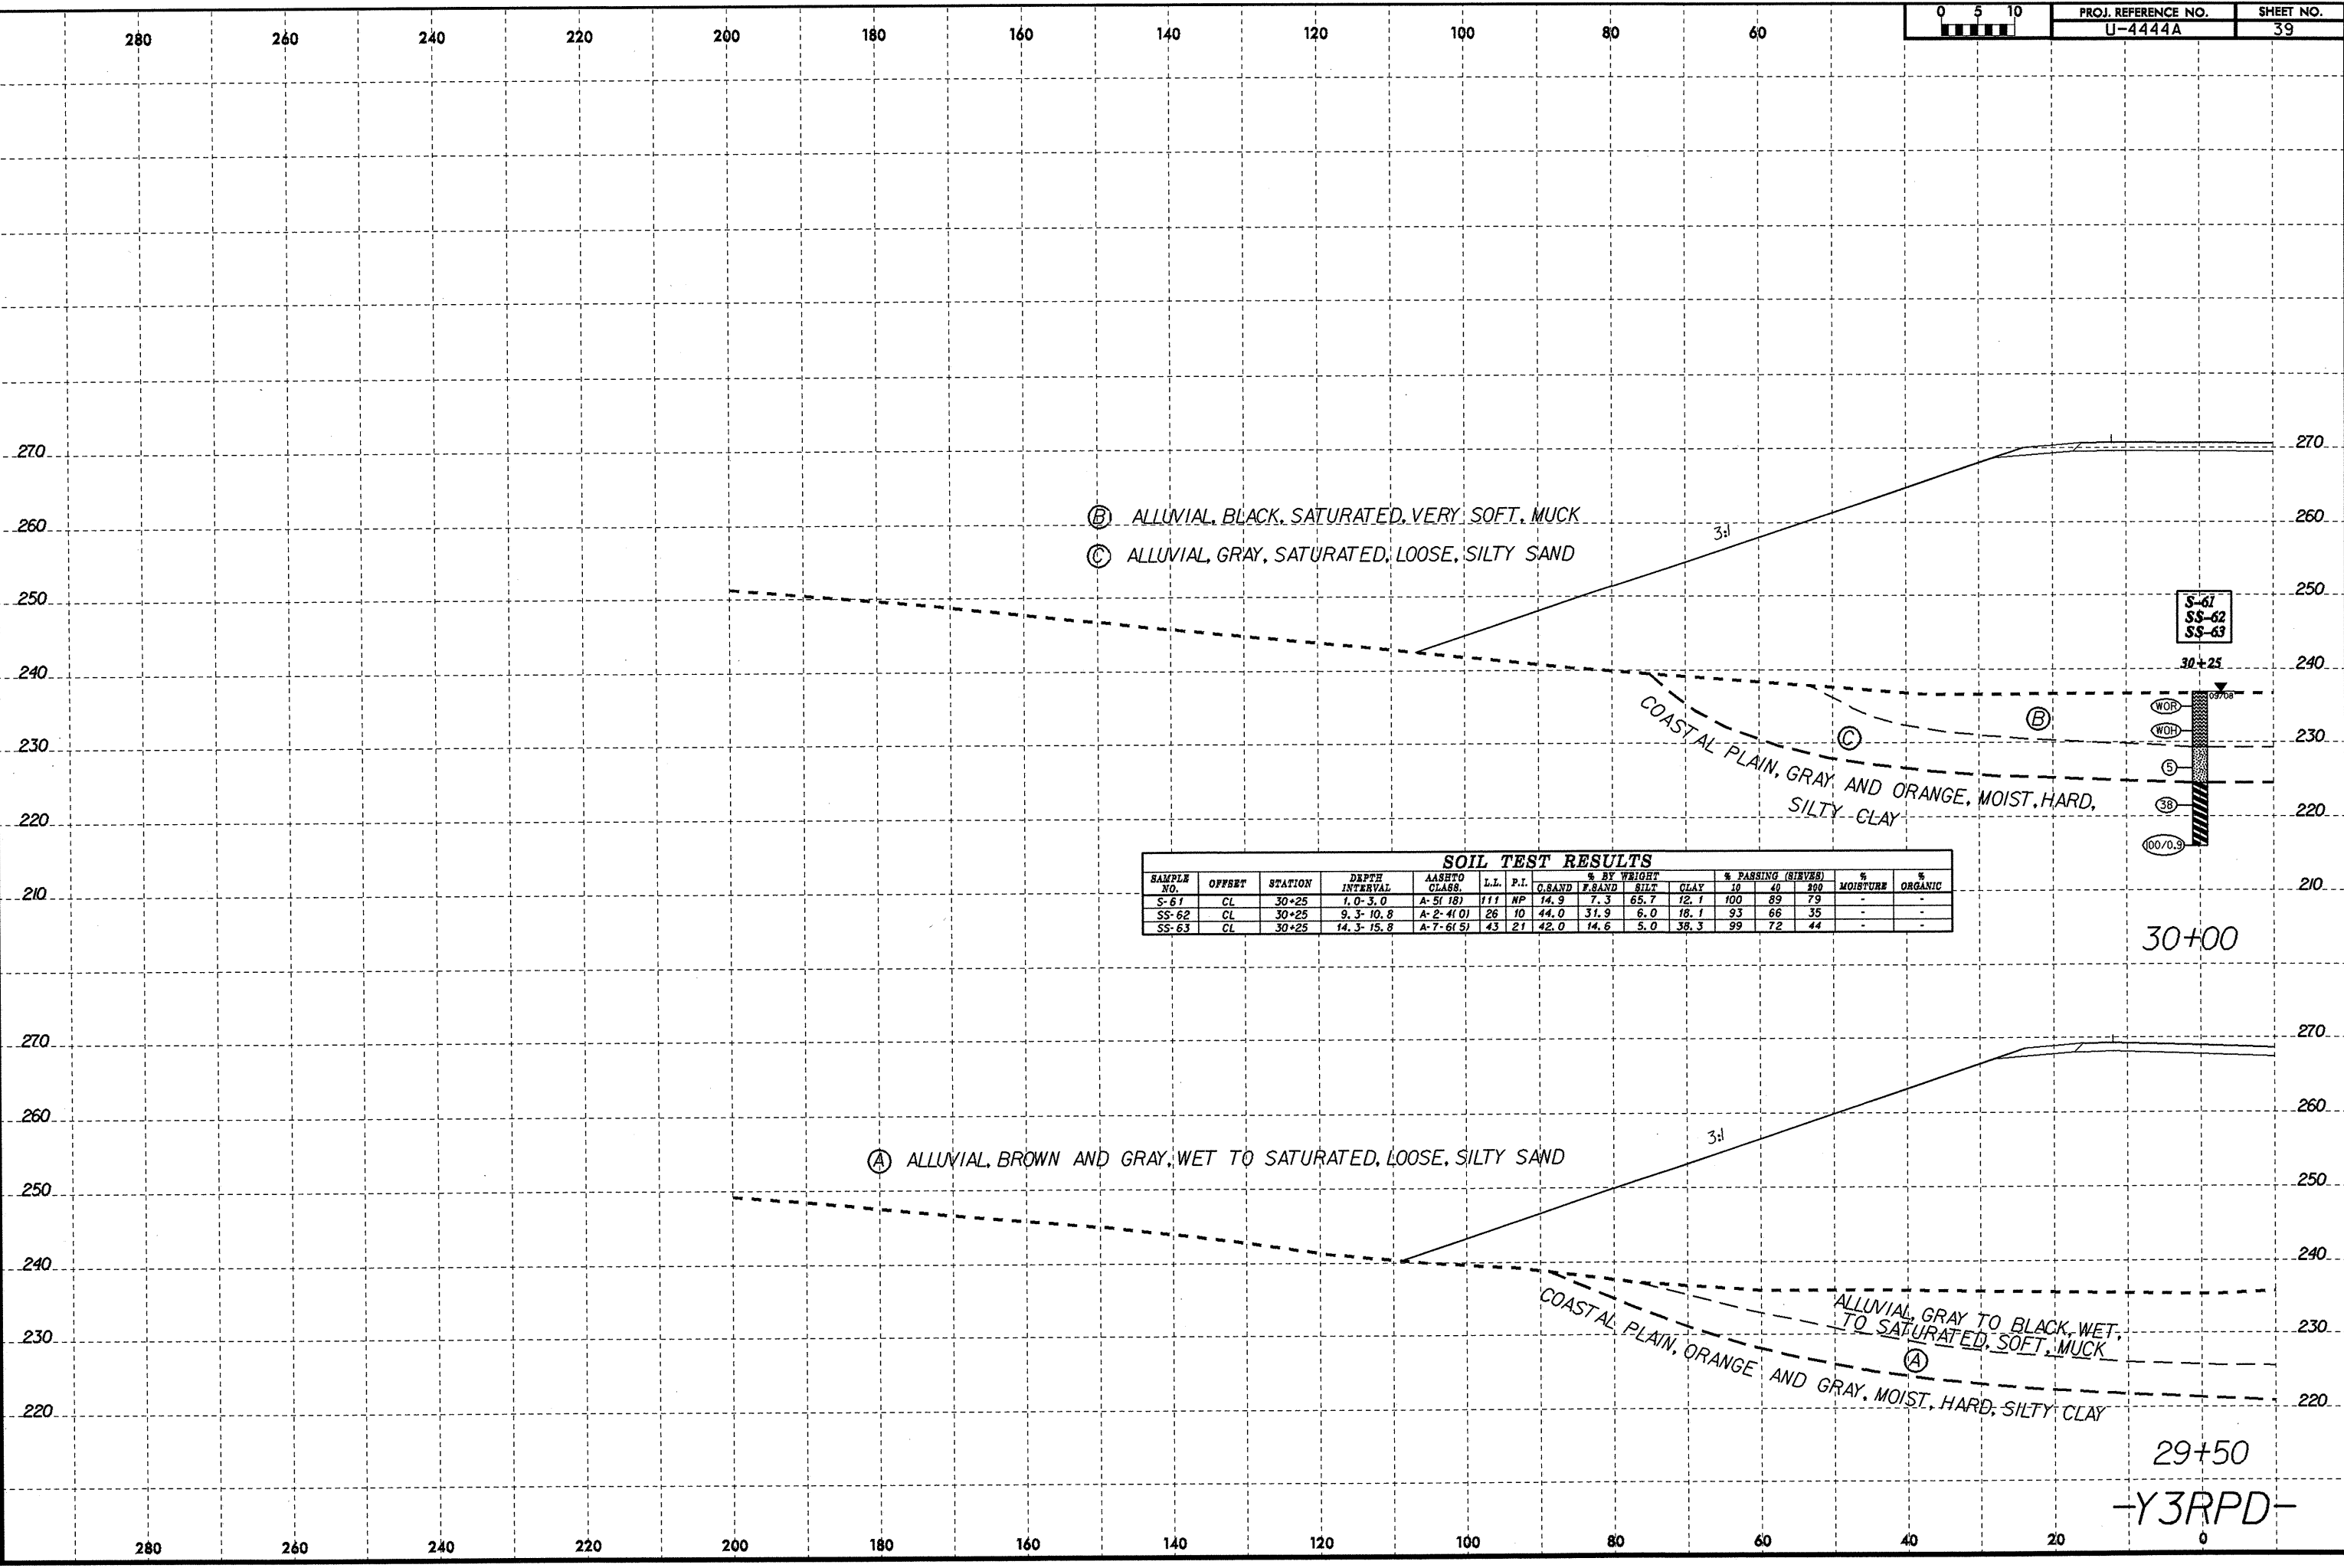 0 5 10
PROJ. REFERENCE NO. SHEET NO.
U-4444A 39
280 260 240 220 200 180 160 140 120 100 80 60
270 270
Ⓑ ALLUVIAL, BLACK, SATURATED, VERY SOFT, MUCK
260 260
3:1
Ⓒ ALLUVIAL, GRAY, SATURATED, LOOSE, SILTY SAND
250 250
S-61
SS-62
SS-63
30+25
240 240
09/08
WOR
Ⓑ
WOH
Ⓒ
230 230
5
COASTAL PLAIN, GRAY AND ORANGE, MOIST, HARD,
SILTY CLAY
38
220 220
100/0.9
SOIL TEST RESULTS
SAMPLE NO. OFFSET STATION DEPTH INTERVAL AASHTO CLASS. L.L. P.I. % BY WEIGHT C.SAND F.SAND SILT CLAY % PASSING (SIEVES) 10 40 200 % MOISTURE % ORGANIC
S-61 CL 30+25 1.0-3.0 A-5(18) 111 NP 14.9 7.3 65.7 12.1 100 89 79 - -
SS-62 CL 30+25 9.3-10.8 A-2-4(0) 26 10 44.0 31.9 6.0 18.1 93 66 35 - -
SS-63 CL 30+25 14.3-15.8 A-7-6(5) 43 21 42.0 14.6 5.0 38.3 99 72 44 - -
210 210
30+00
270 270
260 260
3:1
Ⓐ ALLUVIAL, BROWN AND GRAY, WET TO SATURATED, LOOSE, SILTY SAND
250 250
240 240
ALLUVIAL, GRAY TO BLACK, WET,
TO SATURATED, SOFT, MUCK
230 230
Ⓐ
COASTAL PLAIN, ORANGE AND GRAY, MOIST, HARD, SILTY CLAY
220 220
29+50
-Y3RPD-
280 260 240 220 200 180 160 140 120 100 80 60 40 20 0